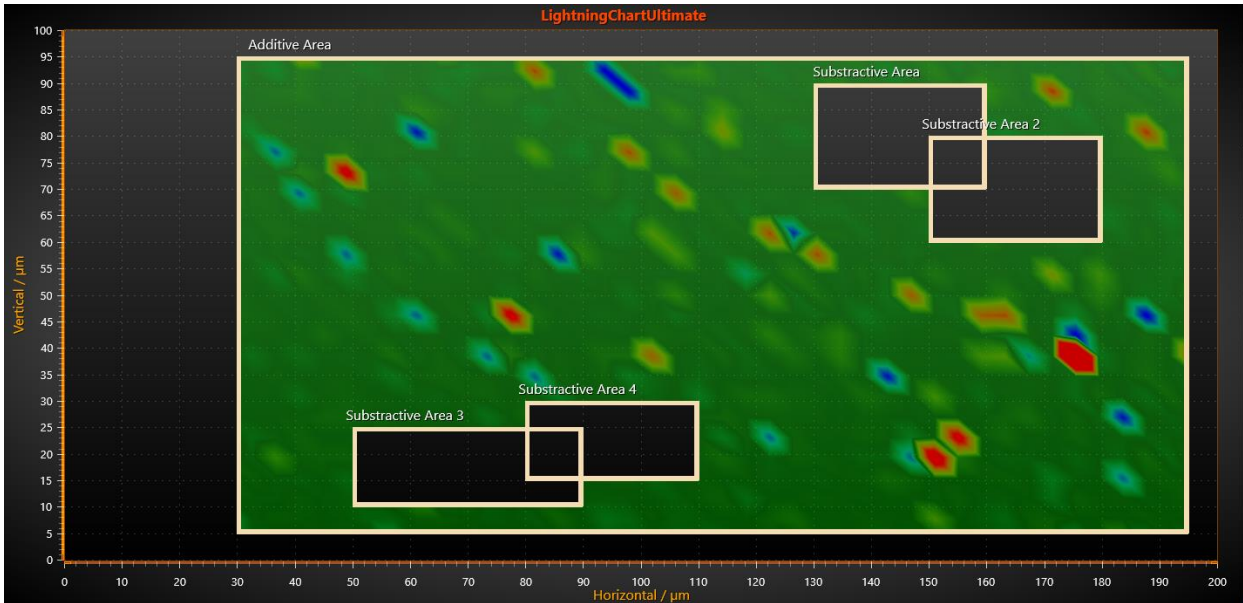 LightningChartUltimate
100
Additive Area
95
Substractive Area
90
85
Substractive Area 2
80
75
70
65
60
55
50
Vertical / µm
45
40
35
Substractive Area 4
30
Substractive Area 3
25
20
15
10
5
0
0 10 20 30 40 50 60 70 80 90 100 110 120 130 140 150 160 170 180 190 200
Horizontal / µm